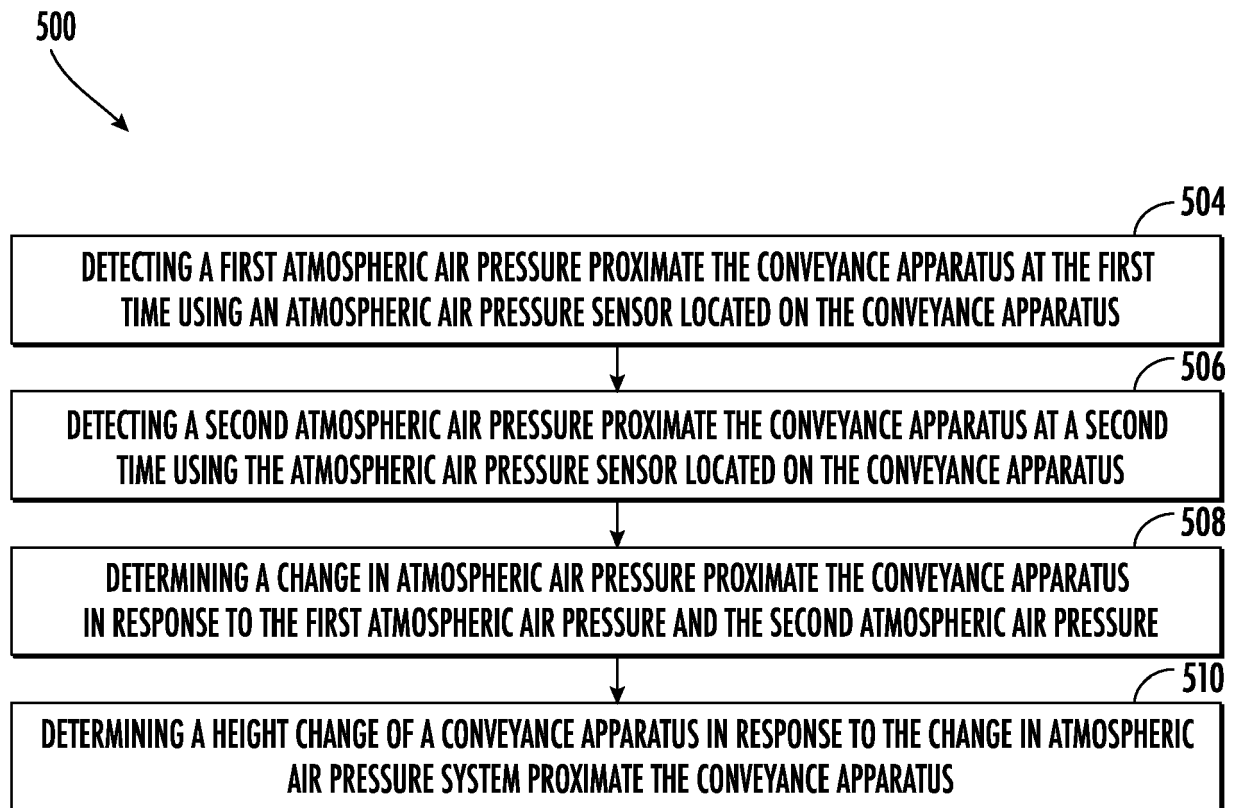 500
504
DETECTING A FIRST ATMOSPHERIC AIR PRESSURE PROXIMATE THE CONVEYANCE APPARATUS AT THE FIRST
TIME USING AN ATMOSPHERIC AIR PRESSURE SENSOR LOCATED ON THE CONVEYANCE APPARATUS
506
DETECTING A SECOND ATMOSPHERIC AIR PRESSURE PROXIMATE THE CONVEYANCE APPARATUS AT A SECOND
TIME USING THE ATMOSPHERIC AIR PRESSURE SENSOR LOCATED ON THE CONVEYANCE APPARATUS
508
DETERMINING A CHANGE IN ATMOSPHERIC AIR PRESSURE PROXIMATE THE CONVEYANCE APPARATUS
IN RESPONSE TO THE FIRST ATMOSPHERIC AIR PRESSURE AND THE SECOND ATMOSPHERIC AIR PRESSURE
510
DETERMINING A HEIGHT CHANGE OF A CONVEYANCE APPARATUS IN RESPONSE TO THE CHANGE IN ATMOSPHERIC
AIR PRESSURE SYSTEM PROXIMATE THE CONVEYANCE APPARATUS